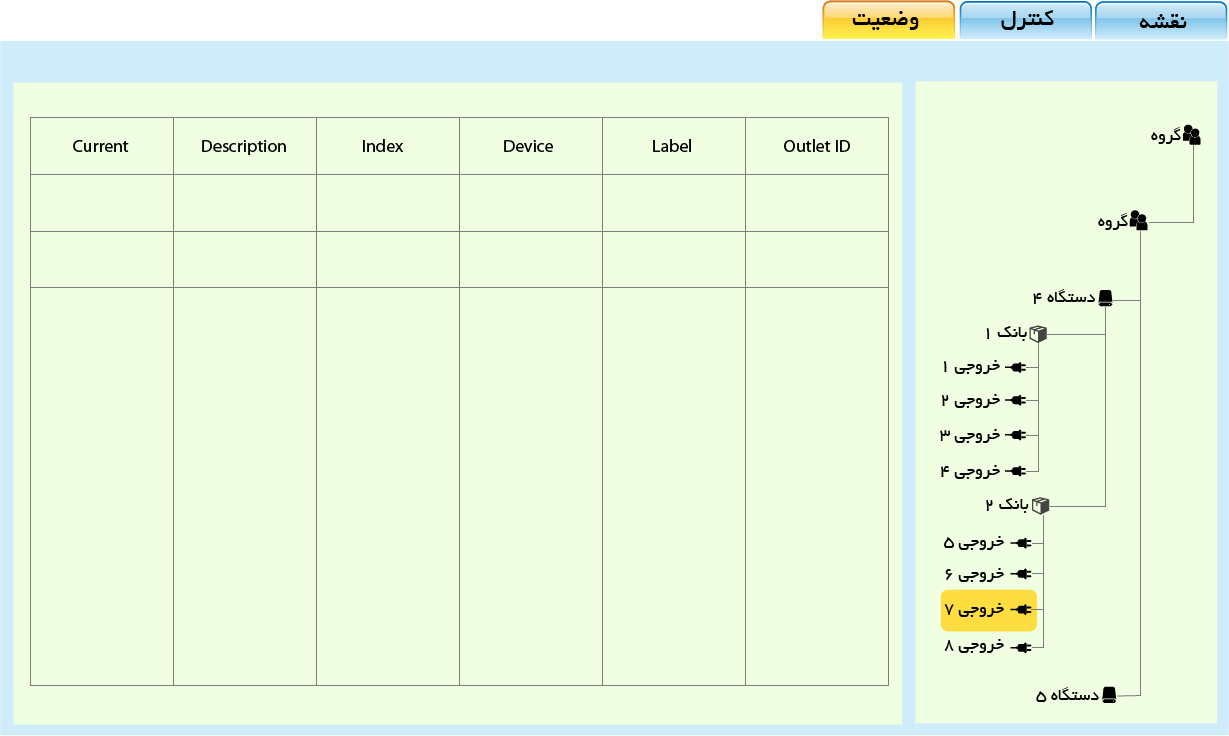 نقشه
کنترل
وضعیت
گروه
گروه
دستگاه ۴
بانک ۱
خروجی ۱
خروجی ۲
خروجی ۳
خروجی ۴
بانک ۲
خروجی ۵
خروجی ۶
خروجی ۷
خروجی ۸
دستگاه ۵
Current Description Index Device Label Outlet ID